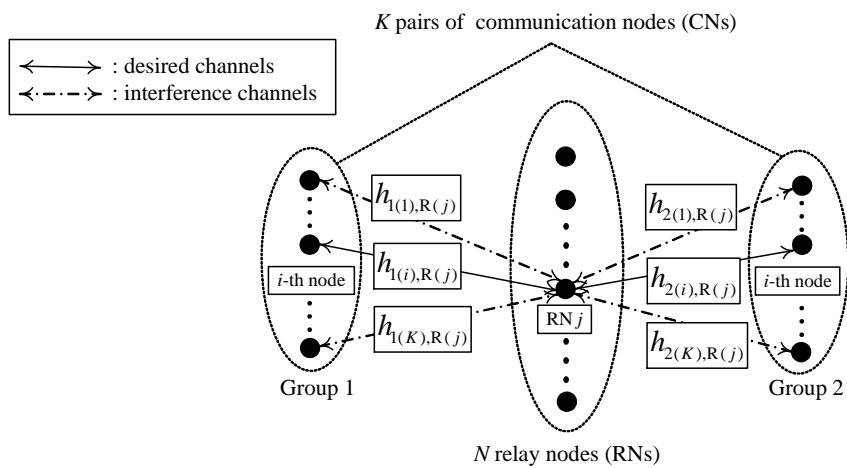 K pairs of communication nodes (CNs)
: desired channels
: interference channels
h1(1),R(j)
h2(1),R(j)
h1(i),R(j)
h2(i),R(j)
i-th node
i-th node
RN j
h1(K),R(j)
h2(K),R(j)
Group 1
Group 2
N relay nodes (RNs)